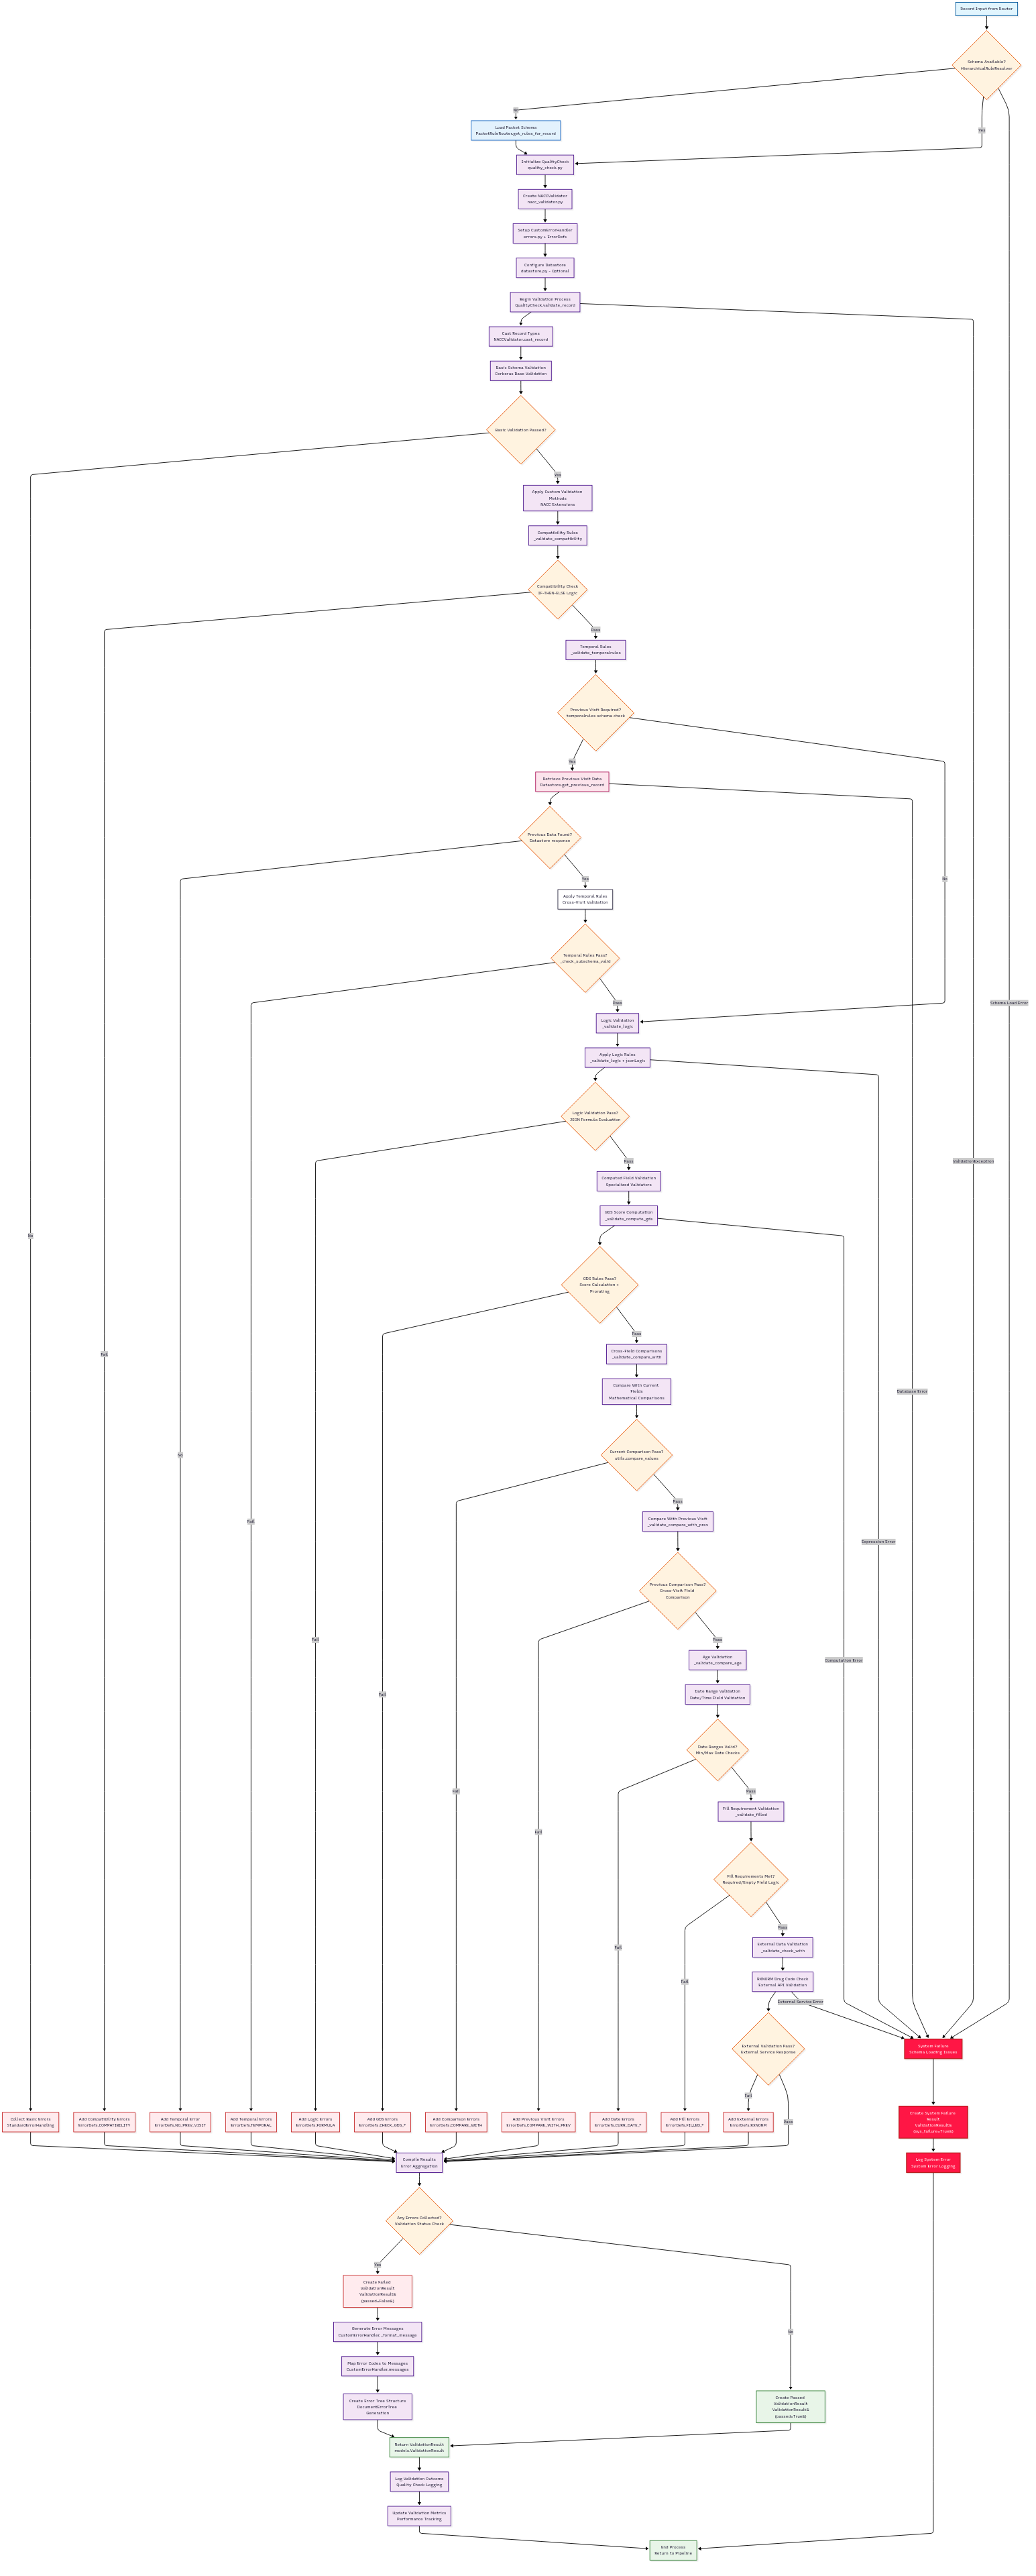 Record Input from Router
Schema Available?
HierarchicalRuleResolver
No
Load Packet Schema
PacketRuleRouter.get_rules_for_record
Yes
Initialize QualityCheck
quality_check.py
Create NACCValidator
nacc_validator.py
Setup CustomErrorHandler
errors.py + ErrorDefs
Configure Datastore
datastore.py - Optional
Begin Validation Process
QualityCheck.validate_record
Cast Record Types
NACCValidator.cast_record
Basic Schema Validation
Cerberus Base Validation
Basic Validation Passed?
Yes
Apply Custom Validation
Methods
NACC Extensions
Compatibility Rules
_validate_compatibility
Compatibility Check
IF-THEN-ELSE Logic
Pass
Temporal Rules
_validate_temporalrules
Previous Visit Required?
temporalrules schema check
Yes
Retrieve Previous Visit Data
Datastore.get_previous_record
Previous Data Found?
Datastore response
No
Yes
Apply Temporal Rules
Cross-Visit Validation
Temporal Rules Pass?
_check_subschema_valid
Pass
Schema Load Error
Logic Validation
_validate_logic
Apply Logic Rules
_validate_logic + jsonLogic
Logic Validation Pass?
JSON Formula Evaluation
Pass
ValidationException
Computed Field Validation
Specialized Validators
GDS Score Computation
_validate_compute_gds
No
GDS Rules Pass?
Score Calculation +
Prorating
Pass
Cross-Field Comparisons
_validate_compare_with
Fail
Compare With Current
Fields
Mathematical Comparisons
Database Error
Current Comparison Pass?
utils.compare_values
No
Pass
Compare With Previous Visit
_validate_compare_with_prev
Fail
Expression Error
Previous Comparison Pass?
Cross-Visit Field
Comparison
Fail
Pass
Age Validation
_validate_compare_age
Computation Error
Date Range Validation
Date/Time Field Validation
Fail
Date Ranges Valid?
Min/Max Date Checks
Fail
Pass
Fill Requirement Validation
_validate_filled
Fail
Fill Requirements Met?
Required/Empty Field Logic
Pass
External Data Validation
_validate_check_with
Fail
RXNORM Drug Code Check
External API Validation
Fail
External Service Error
External Validation Pass?
External Service Response
System Failure
Schema Loading Issues
Fail
Pass
Collect Basic Errors
StandardErrorHandling
Add Compatibility Errors
ErrorDefs.COMPATIBILITY
Add Temporal Error
ErrorDefs.NO_PREV_VISIT
Add Temporal Errors
ErrorDefs.TEMPORAL
Add Logic Errors
ErrorDefs.FORMULA
Add GDS Errors
ErrorDefs.CHECK_GDS_*
Add Comparison Errors
ErrorDefs.COMPARE_WITH
Add Previous Visit Errors
ErrorDefs.COMPARE_WITH_PREV
Add Date Errors
ErrorDefs.CURR_DATE_*
Add Fill Errors
ErrorDefs.FILLED_*
Add External Errors
ErrorDefs.RXNORM
Create System Failure
Result
ValidationResult&
(sys_failure=True&)
Compile Results
Error Aggregation
Log System Error
System Error Logging
Any Errors Collected?
Validation Status Check
Yes
Create Failed
ValidationResult
ValidationResult&
(passed=False&)
Generate Error Messages
CustomErrorHandler._format_message
No
Map Error Codes to Messages
CustomErrorHandler.messages
Create Error Tree Structure
DocumentErrorTree
Generation
Create Passed
ValidationResult
ValidationResult&
(passed=True&)
Return ValidationResult
models.ValidationResult
Log Validation Outcome
Quality Check Logging
Update Validation Metrics
Performance Tracking
End Process
Return to Pipeline